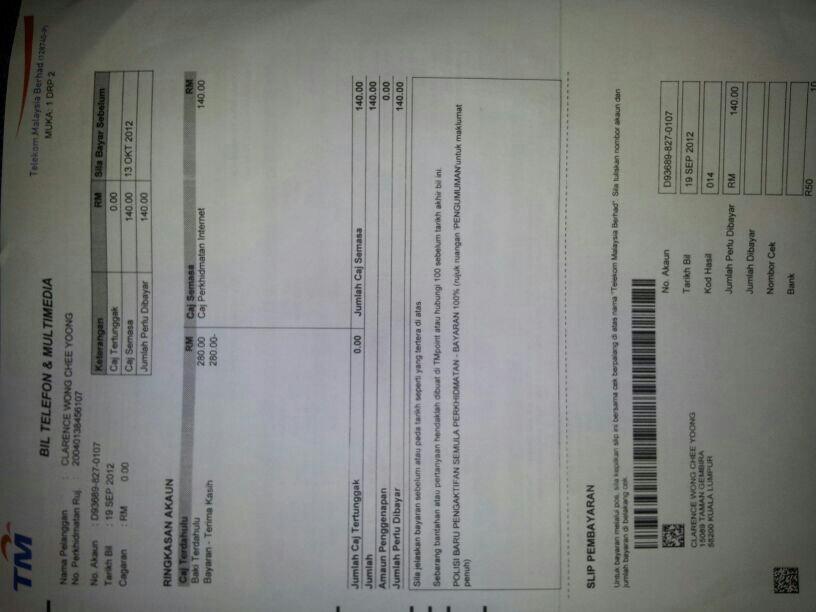 TM
Telekom Malaysia Berhad (128740-P)
MUKA: 1 DRP 2
BIL TELEFON & MULTIMEDIA
Nama Pelanggan : CLARENCE WONG CHEE YOONG
No. Perkhidmatan Ruj. : 20040138456107
No. Akaun : D93689-827-0107
Tarikh Bil : 19 SEP 2012
Cagaran : RM 0.00
Keterangan RM Sila Bayar Sebelum
Caj Tertunggak 0.00
Caj Semasa 140.00 13 OKT 2012
Jumlah Perlu Dibayar 140.00
RINGKASAN AKAUN
Caj Terdahulu RM Caj Semasa RM
Baki Terdahulu 280.00 Caj Perkhidmatan Internet 140.00
Bayaran - Terima Kasih 280.00-
Jumlah Caj Tertunggak 0.00 Jumlah Caj Semasa 140.00
Jumlah 140.00
Amaun Penggenapan 0.00
Jumlah Perlu Dibayar 140.00
Sila jelaskan bayaran sebelum atau pada tarikh seperti yang tertera di atas
Sebarang bantahan atau pertanyaan hendaklah dibuat di TMpoint atau hubungi 100 sebelum tarikh akhir bil ini.
POLISI BARU PENGAKTIFAN SEMULA PERKHIDMATAN - BAYARAN 100% (rujuk ruangan 'PENGUMUMAN'untuk maklumat
penuh)
SLIP PEMBAYARAN
Untuk bayaran melalui pos, sila kepilkan slip ini bersama cek berpalang di atas nama "Telekom Malaysia Berhad" Sila tuliskan nombor akaun dan
jumlah bayaran di belakang cek.
CLARENCE WONG CHEE YOONG
15069 TAMAN GEMBIRA
58200 KUALA LUMPUR
No. Akaun D93689-827-0107
Tarikh Bil 19 SEP 2012
Kod Hasil 014
Jumlah Perlu Dibayar RM 140.00
Jumlah Dibayar
Nombor Cek
Bank
R50